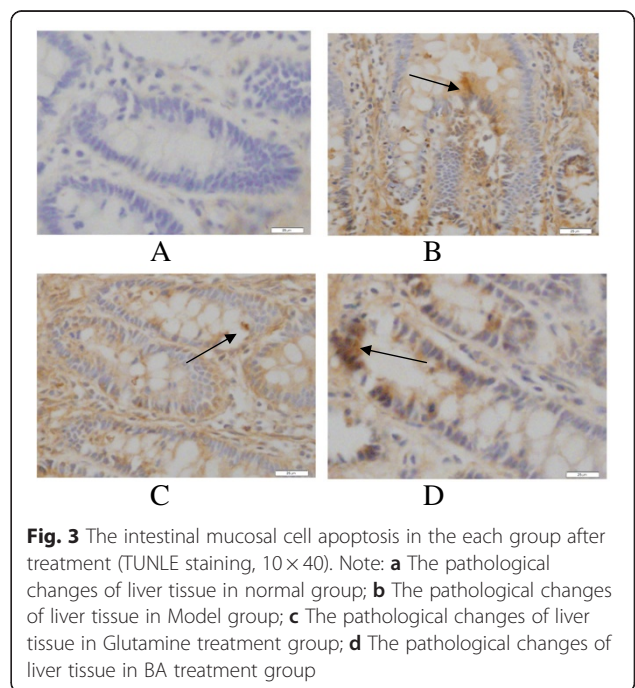 A
B
C
D
Fig. 3 The intestinal mucosal cell apoptosis in the each group after
treatment (TUNLE staining, 10 × 40). Note: a The pathological
changes of liver tissue in normal group; b The pathological changes
of liver tissue in Model group; c The pathological changes of liver
tissue in Glutamine treatment group; d The pathological changes of
liver tissue in BA treatment group